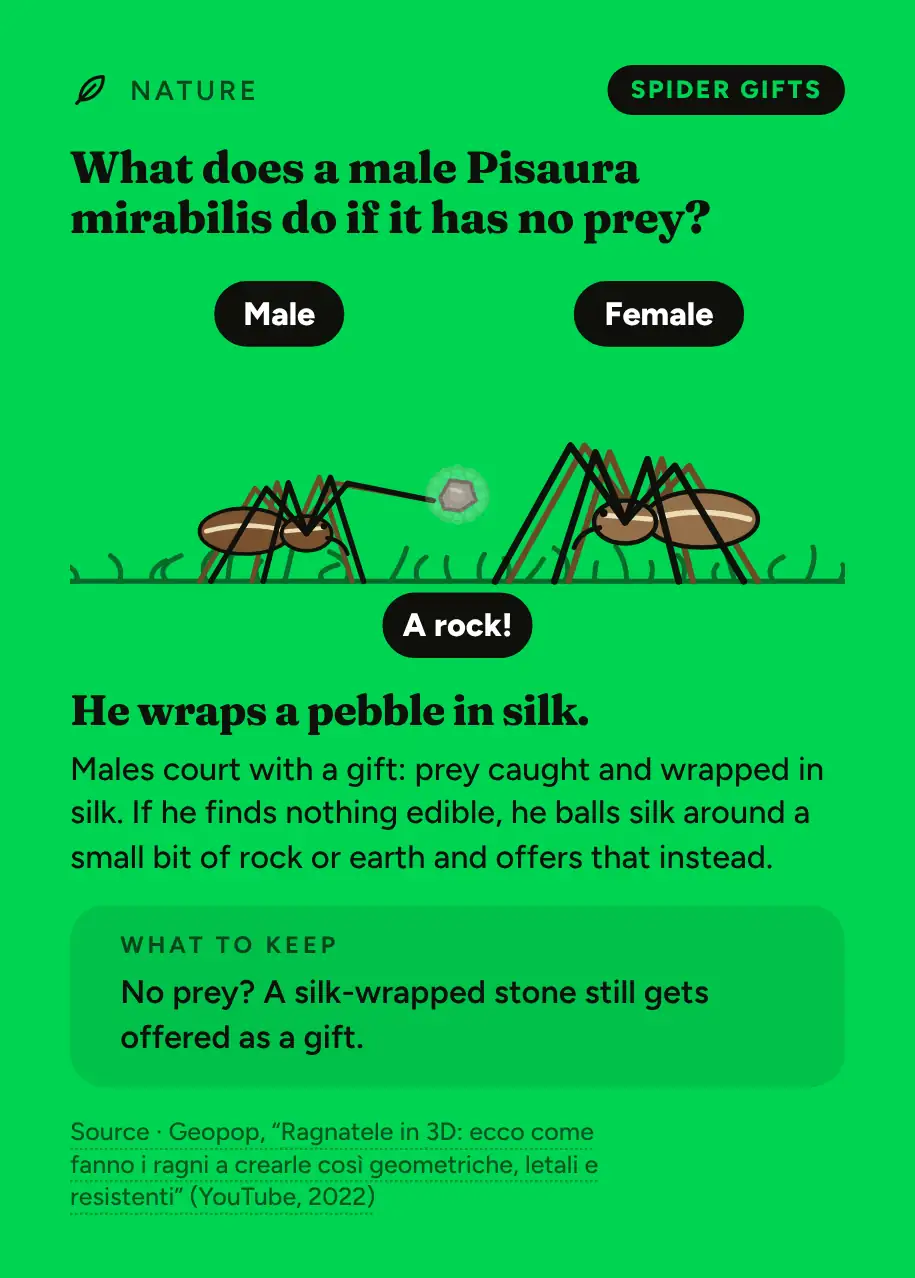 NATURE
SPIDER GIFTS
What does a male Pisaura
mirabilis do if it has no prey?
Male
Female
A rock!
He wraps a pebble in silk.
Males court with a gift: prey caught and wrapped in
silk. If he finds nothing edible, he balls silk around a
small bit of rock or earth and offers that instead.
WHAT TO KEEP
No prey? A silk-wrapped stone still gets
offered as a gift.
Source · Geopop, “Ragnatele in 3D: ecco come
fanno i ragni a crearle così geometriche, letali e
resistenti” (YouTube, 2022)